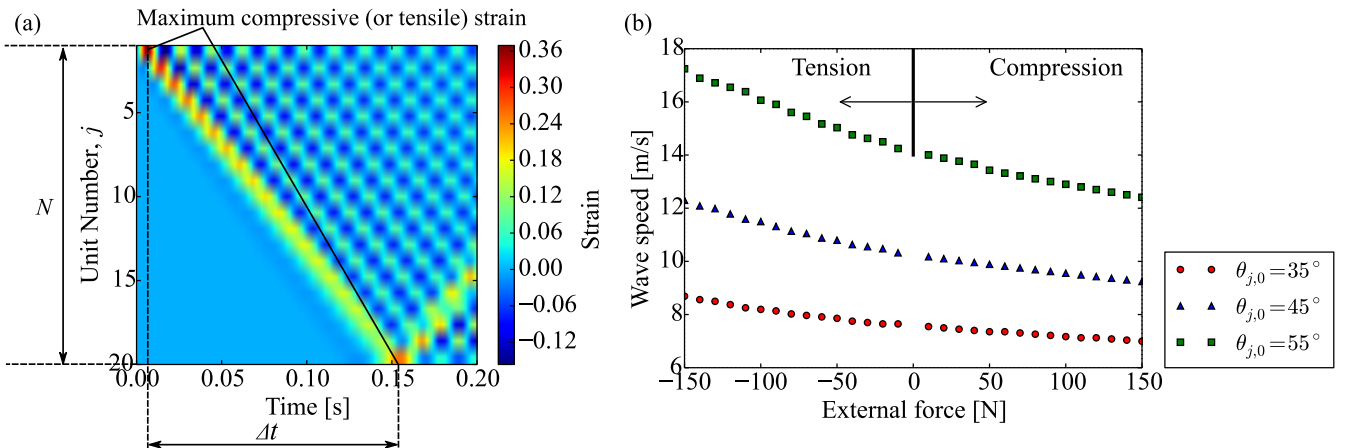 (a)
Maximum compressive (or tensile) strain
N
Unit Number, j
5
10
15
20
0.00 0.05 0.10 0.15 0.20
Time [s]
Δt
0.36
0.30
0.24
0.18
0.12
0.06
0.00
−0.06
−0.12
Strain
(b)
Tension Compression
Wave speed [m/s]
18
16
14
12
10
8
6
−150 −100 −50 0 50 100 150
External force [N]
θj,0=35°
θj,0=45°
θj,0=55°